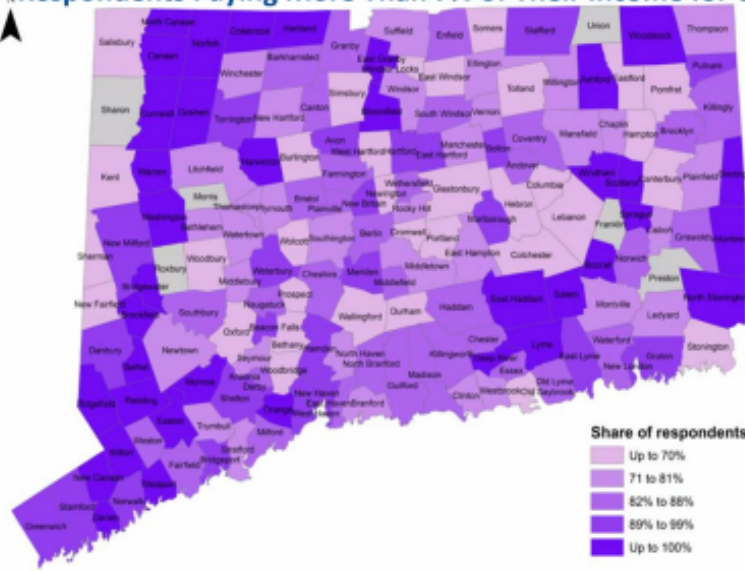 Respondents Paying More Than 7% of Their Income for
North Canaan
Colebrook
Hartland
Suffield
Enfield
Somers
Stafford
Union
Woodstock
Thompson
Salisbury
Canaan
Norfolk
Granby
East Granby
Windsor Locks
Barkhamsted
Winchester
East Windsor
Ellington
Putnam
Willington
Ashford
Eastford
Pomfret
Simsbury
Windsor
Tolland
Sharon
Cornwall
Goshen
Torrington
New Hartford
Canton
Bloomfield
South Windsor
Vernon
Killingly
Mansfield
Chaplin
Hampton
Brooklyn
Avon
West Hartford
Hartford
East Hartford
Manchester
Bolton
Coventry
Andover
Kent
Warren
Litchfield
Harwinton
Burlington
Farmington
Wethersfield
Glastonbury
Columbia
Windham
Scotland
Canterbury
Plainfield
Sterling
Morris
Thomaston
Plymouth
Bristol
Plainville
New Britain
Newington
Rocky Hill
Hebron
Lebanon
Washington
Bethlehem
Watertown
Wolcott
Southington
Berlin
Cromwell
Portland
Marlborough
Franklin
Sprague
Lisbon
Griswold
Voluntown
New Milford
Sherman
Roxbury
Woodbury
Middlebury
Waterbury
Cheshire
Meriden
Middlefield
Middletown
East Hampton
Colchester
Bozrah
Norwich
Preston
North Stonington
Bridgewater
New Fairfield
Brookfield
Southbury
Naugatuck
Prospect
Beacon Falls
Wallingford
Durham
Haddam
East Haddam
Salem
Montville
Ledyard
Danbury
Bethel
Newtown
Oxford
Seymour
Bethany
Woodbridge
Hamden
North Haven
North Branford
Killingworth
Chester
Deep River
Lyme
East Lyme
Waterford
Groton
Stonington
Ridgefield
Redding
Monroe
Ansonia
Derby
Shelton
Orange
New Haven
West Haven
East Haven
Branford
Guilford
Madison
Clinton
Westbrook
Essex
Old Saybrook
Old Lyme
New London
Easton
Trumbull
Milford
Stratford
Bridgeport
Fairfield
Weston
Wilton
Westport
New Canaan
Norwalk
Darien
Stamford
Greenwich
Share of respondents
Up to 70%
71 to 81%
82% to 88%
89% to 99%
Up to 100%